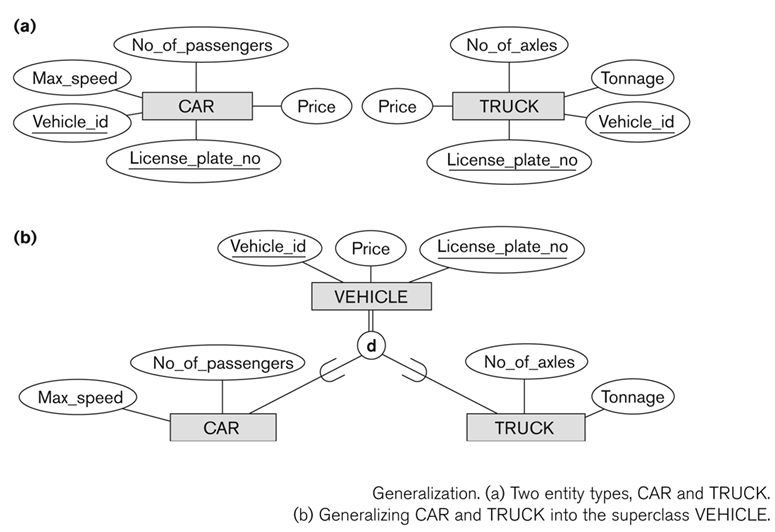 (a)
No_of_passengers
No_of_axles
Max_speed
Tonnage
CAR
Price
Price
TRUCK
Vehicle_id
Vehicle_id
License_plate_no
License_plate_no
(b)
Vehicle_id
Price
License_plate_no
VEHICLE
d
No_of_passengers
No_of_axles
Max_speed
Tonnage
CAR
TRUCK
Generalization. (a) Two entity types, CAR and TRUCK.
(b) Generalizing CAR and TRUCK into the superclass VEHICLE.